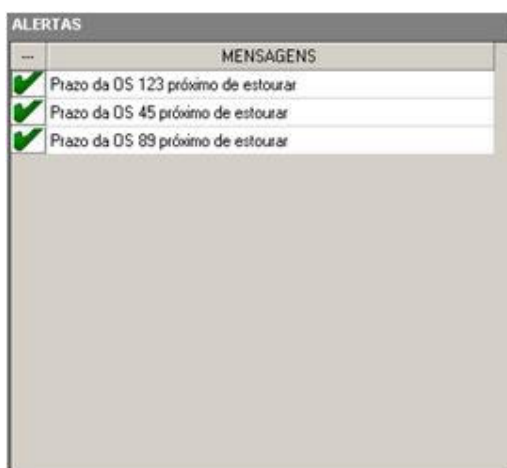 ALERTAS
... MENSAGENS
Prazo da OS 123 próximo de estourar
Prazo da OS 45 próximo de estourar
Prazo da OS 89 próximo de estourar